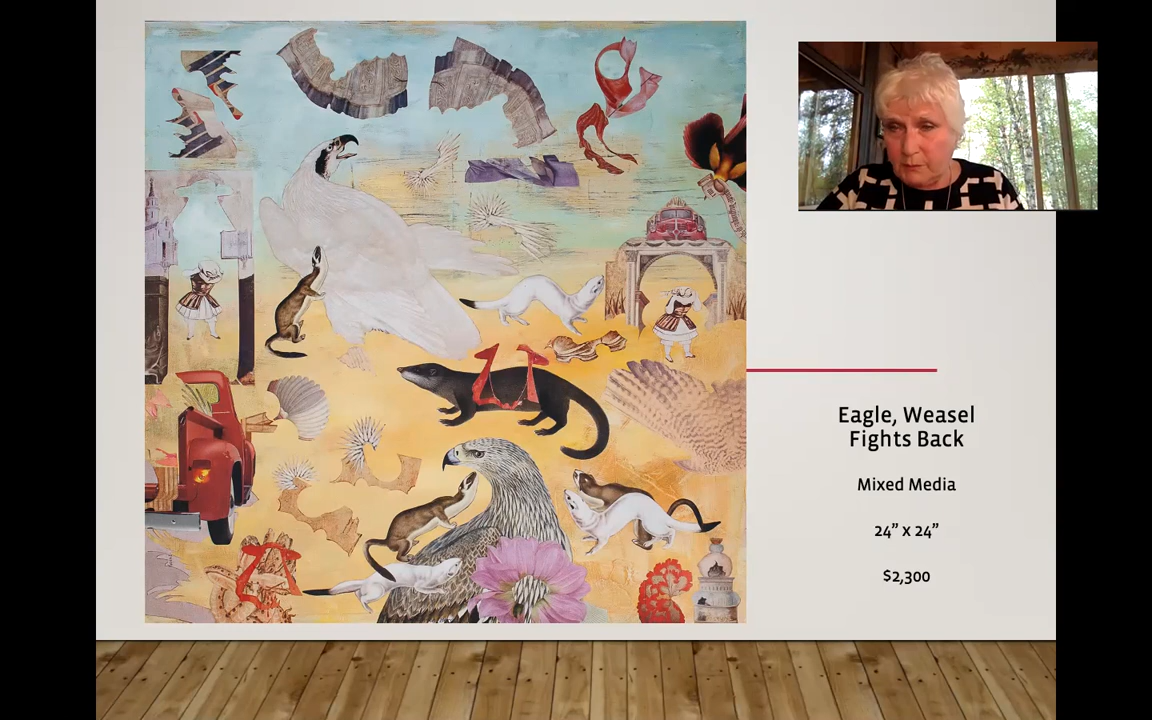 Eagle, Weasel
Fights Back
Mixed Media
24” x 24”
$2,300